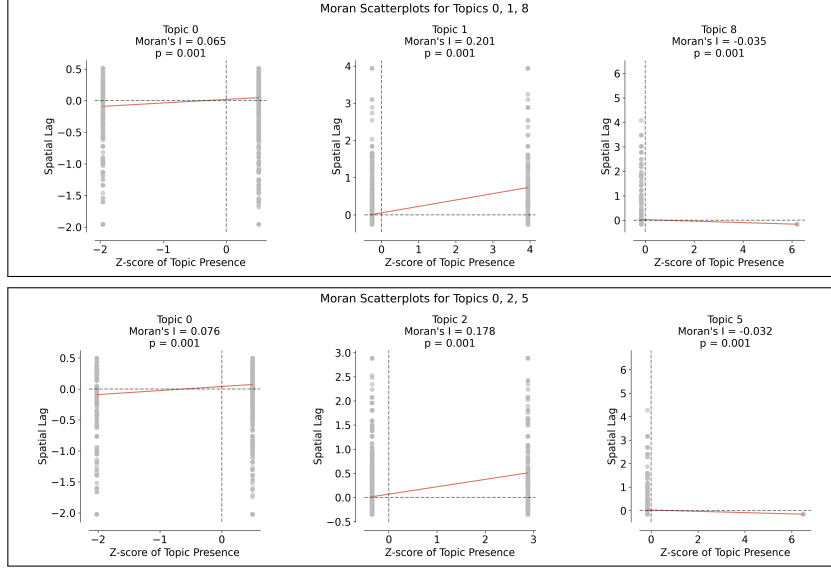 Moran Scatterplots for Topics 0, 1, 8
Topic 0
Moran's I = 0.065
p = 0.001
0.5
0.0
−0.5
−1.0
−1.5
−2.0
Spatial Lag
−2
−1
0
Z-score of Topic Presence
Topic 1
Moran's I = 0.201
p = 0.001
4
3
2
1
0
Spatial Lag
0
1
2
3
4
Z-score of Topic Presence
Topic 8
Moran's I = -0.035
p = 0.001
6
5
4
3
2
1
0
Spatial Lag
0
2
4
6
Z-score of Topic Presence
Moran Scatterplots for Topics 0, 2, 5
Topic 0
Moran's I = 0.076
p = 0.001
0.5
0.0
−0.5
−1.0
−1.5
−2.0
Spatial Lag
−2
−1
0
Z-score of Topic Presence
Topic 2
Moran's I = 0.178
p = 0.001
3.0
2.5
2.0
1.5
1.0
0.5
0.0
−0.5
Spatial Lag
0
1
2
3
Z-score of Topic Presence
Topic 5
Moran's I = -0.032
p = 0.001
6
5
4
3
2
1
0
Spatial Lag
0
2
4
6
Z-score of Topic Presence